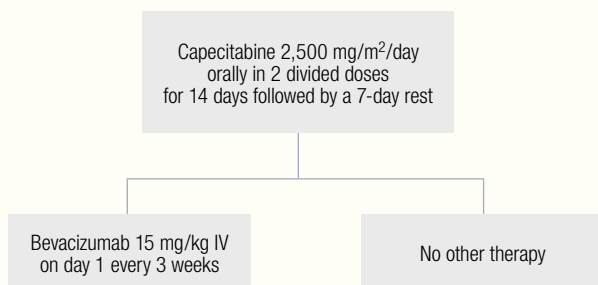 Capecitabine 2,500 mg/m²/day
orally in 2 divided doses
for 14 days followed by a 7-day rest
Bevacizumab 15 mg/kg IV
on day 1 every 3 weeks
No other therapy